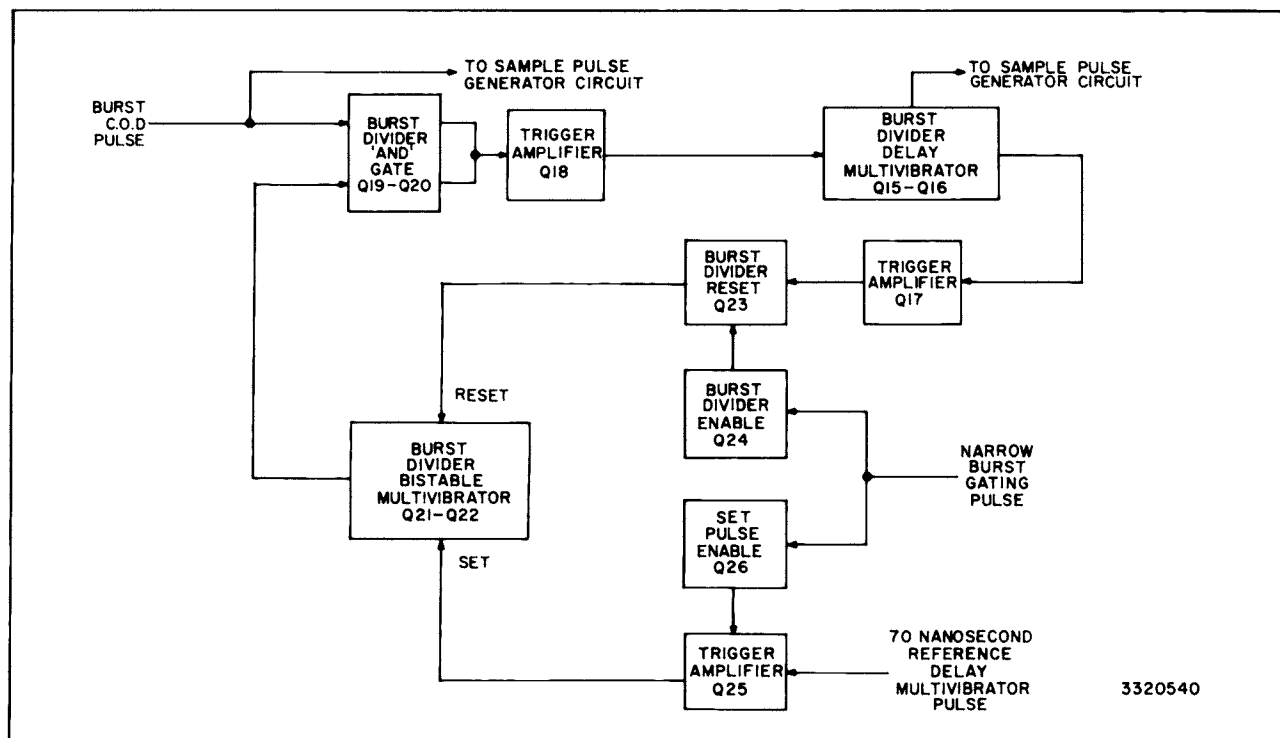 TO SAMPLE PULSE
GENERATOR CIRCUIT
TO SAMPLE PULSE
GENERATOR CIRCUIT
BURST
C.O.D
PULSE
BURST
DIVIDER
'AND'
GATE
Q19-Q20
TRIGGER
AMPLIFIER
Q18
BURST
DIVIDER
DELAY
MULTIVIBRATOR
Q15-Q16
BURST
DIVIDER
RESET
Q23
TRIGGER
AMPLIFIER
Q17
RESET
BURST
DIVIDER
ENABLE
Q24
BURST
DIVIDER
BISTABLE
MULTIVIBRATOR
Q21-Q22
NARROW
BURST
GATING
PULSE
SET
PULSE
ENABLE
Q26
SET
TRIGGER
AMPLIFIER
Q25
70 NANOSECOND
REFERENCE
DELAY
MULTIVIBRATOR
PULSE
3320540